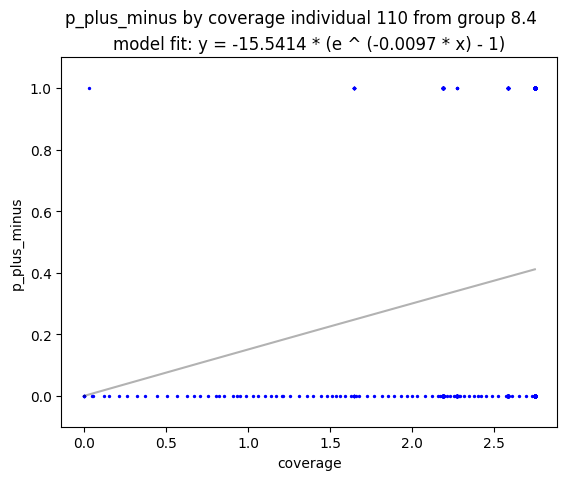 p_plus_minus by coverage individual 110 from group 8.4
model fit: y = -15.5414 * (e ^ (-0.0097 * x) - 1)
1.0
0.8
0.6
0.4
0.2
0.0
p_plus_minus
0.0 0.5 1.0 1.5 2.0 2.5
coverage